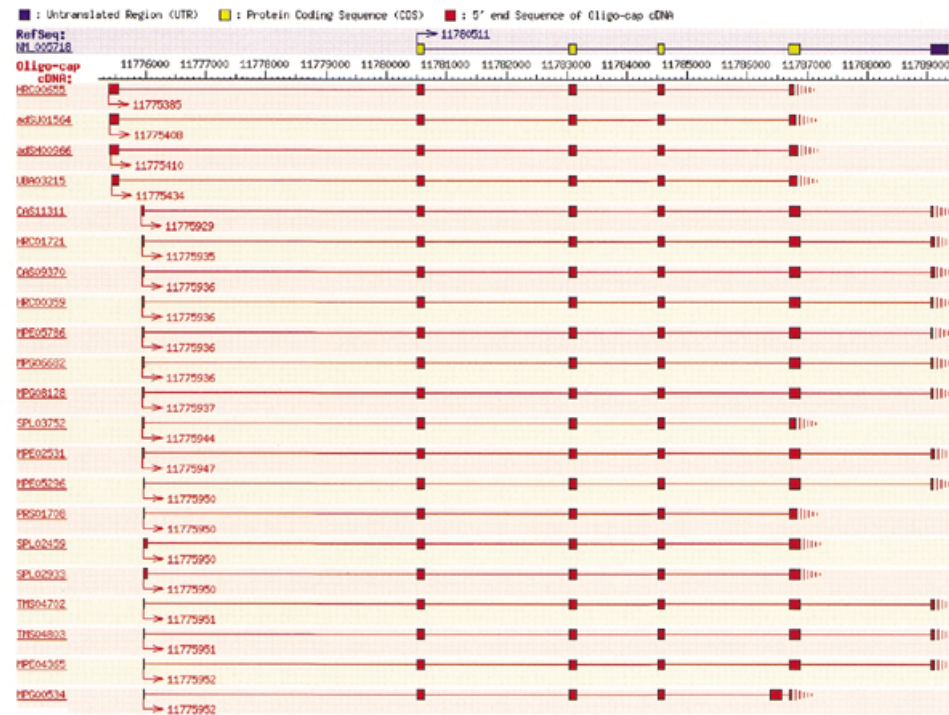 : Untranslated Region (UTR) : Protein Coding Sequence (CDS) : 5' end Sequence of Oligo-cap cDNA
RefSeq: 11780511
NM_005718
Oligo-cap cDNA: 11776000 11777000 11778000 11779000 11780000 11781000 11782000 11783000 11784000 11785000 11786000 11787000 11788000 11789000
HRC00655
11775385
adSU01564
11775408
adSH00966
11775410
UBA03215
11775434
CAS11311
11775929
HRC01721
11775935
CAS09370
11775936
HRC00359
11775936
MPE05786
11775936
MPG06682
11775936
MPG08128
11775937
SPL03752
11775944
MPE02531
11775947
MPE05296
11775950
PRS01708
11775950
SPL02459
11775950
SPL02933
11775950
TMS04702
11775951
TMS04803
11775951
MPE04365
11775952
MPG00534
11775952